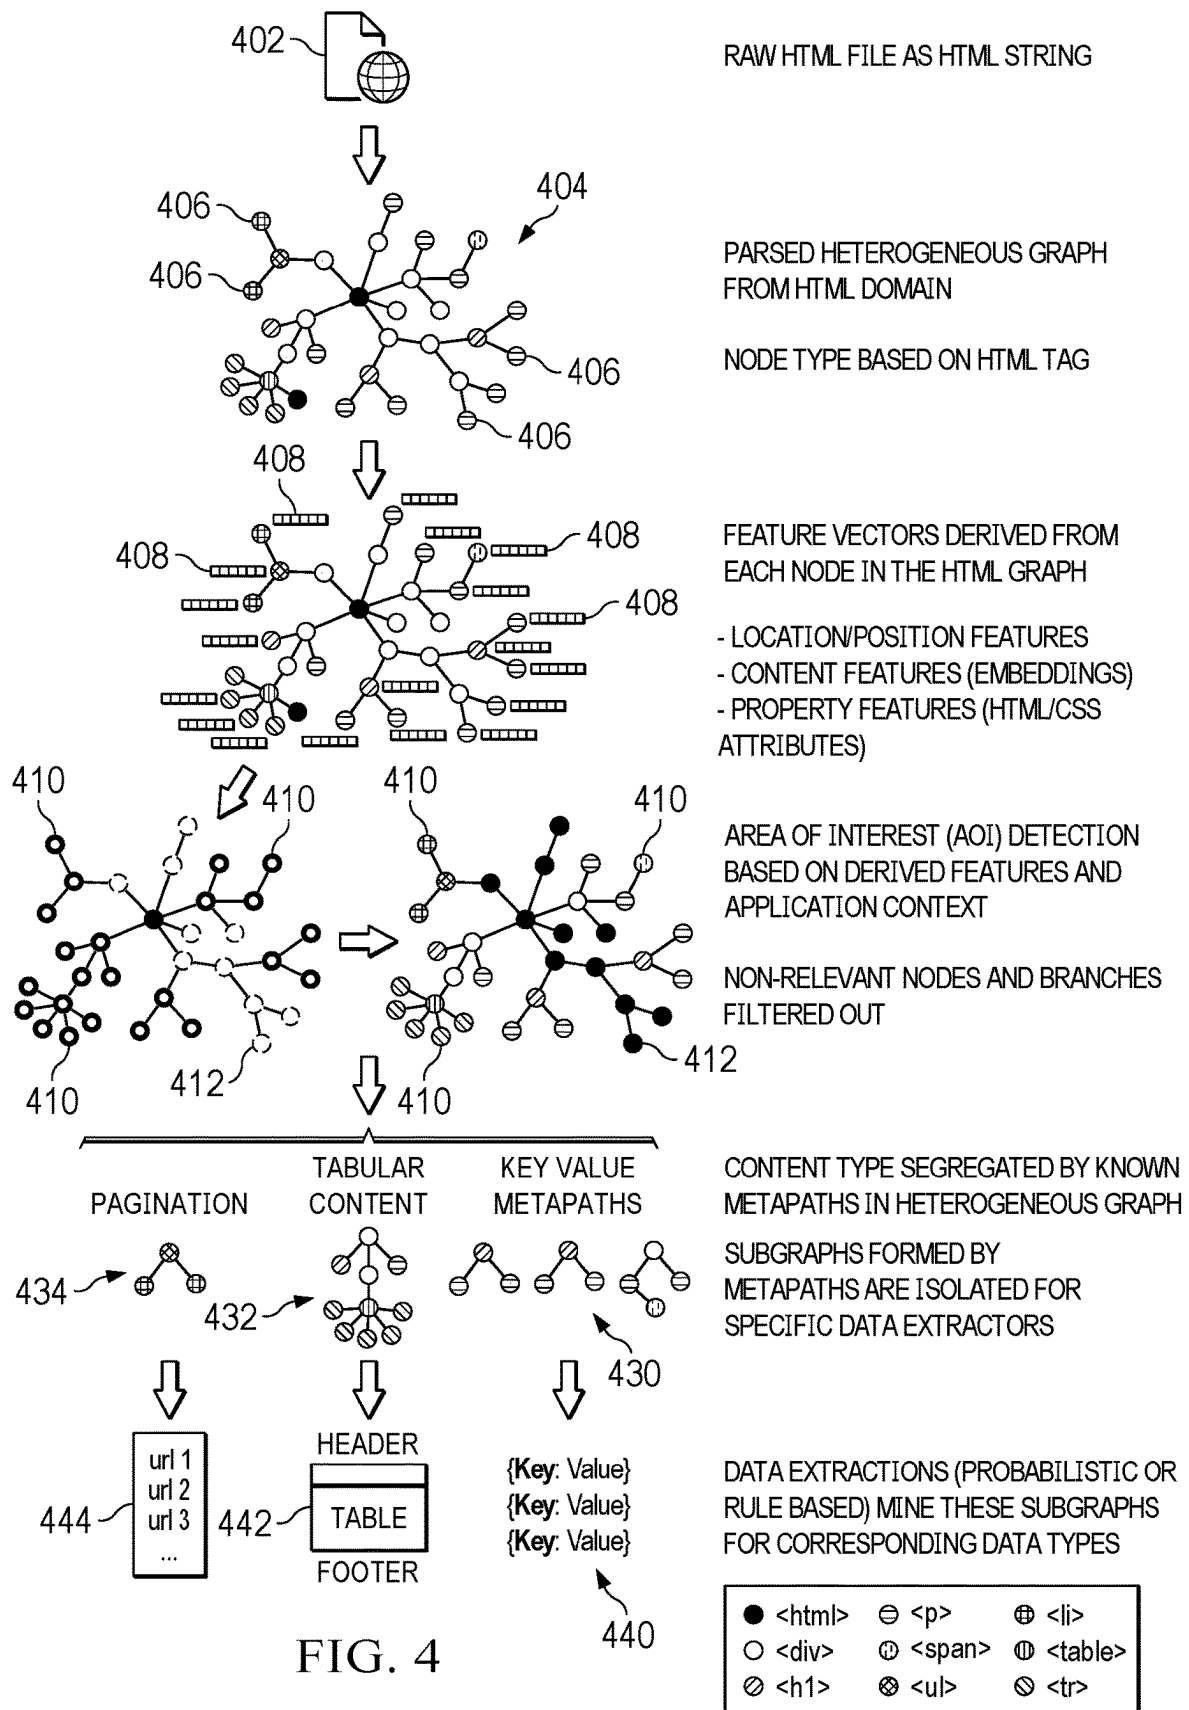 402
RAW HTML FILE AS HTML STRING
404
406
406
PARSED HETEROGENEOUS GRAPH
FROM HTML DOMAIN
NODE TYPE BASED ON HTML TAG
406
406
408
408
408
408
FEATURE VECTORS DERIVED FROM
EACH NODE IN THE HTML GRAPH
- LOCATION/POSITION FEATURES
- CONTENT FEATURES (EMBEDDINGS)
- PROPERTY FEATURES (HTML/CSS
ATTRIBUTES)
410
410
410
410
AREA OF INTEREST (AOI) DETECTION
BASED ON DERIVED FEATURES AND
APPLICATION CONTEXT
NON-RELEVANT NODES AND BRANCHES
FILTERED OUT
410
412
410
412
PAGINATION
TABULAR
CONTENT
KEY VALUE
METAPATHS
CONTENT TYPE SEGREGATED BY KNOWN
METAPATHS IN HETEROGENEOUS GRAPH
434
432
430
SUBGRAPHS FORMED BY
METAPATHS ARE ISOLATED FOR
SPECIFIC DATA EXTRACTORS
444
url 1
url 2
url 3
...
442
HEADER
TABLE
FOOTER
{Key: Value}
{Key: Value}
{Key: Value}
440
DATA EXTRACTIONS (PROBABILISTIC OR
RULE BASED) MINE THESE SUBGRAPHS
FOR CORRESPONDING DATA TYPES
<html> <p> <li>
<div> <span> <table>
<h1> <ul> <tr>
FIG. 4